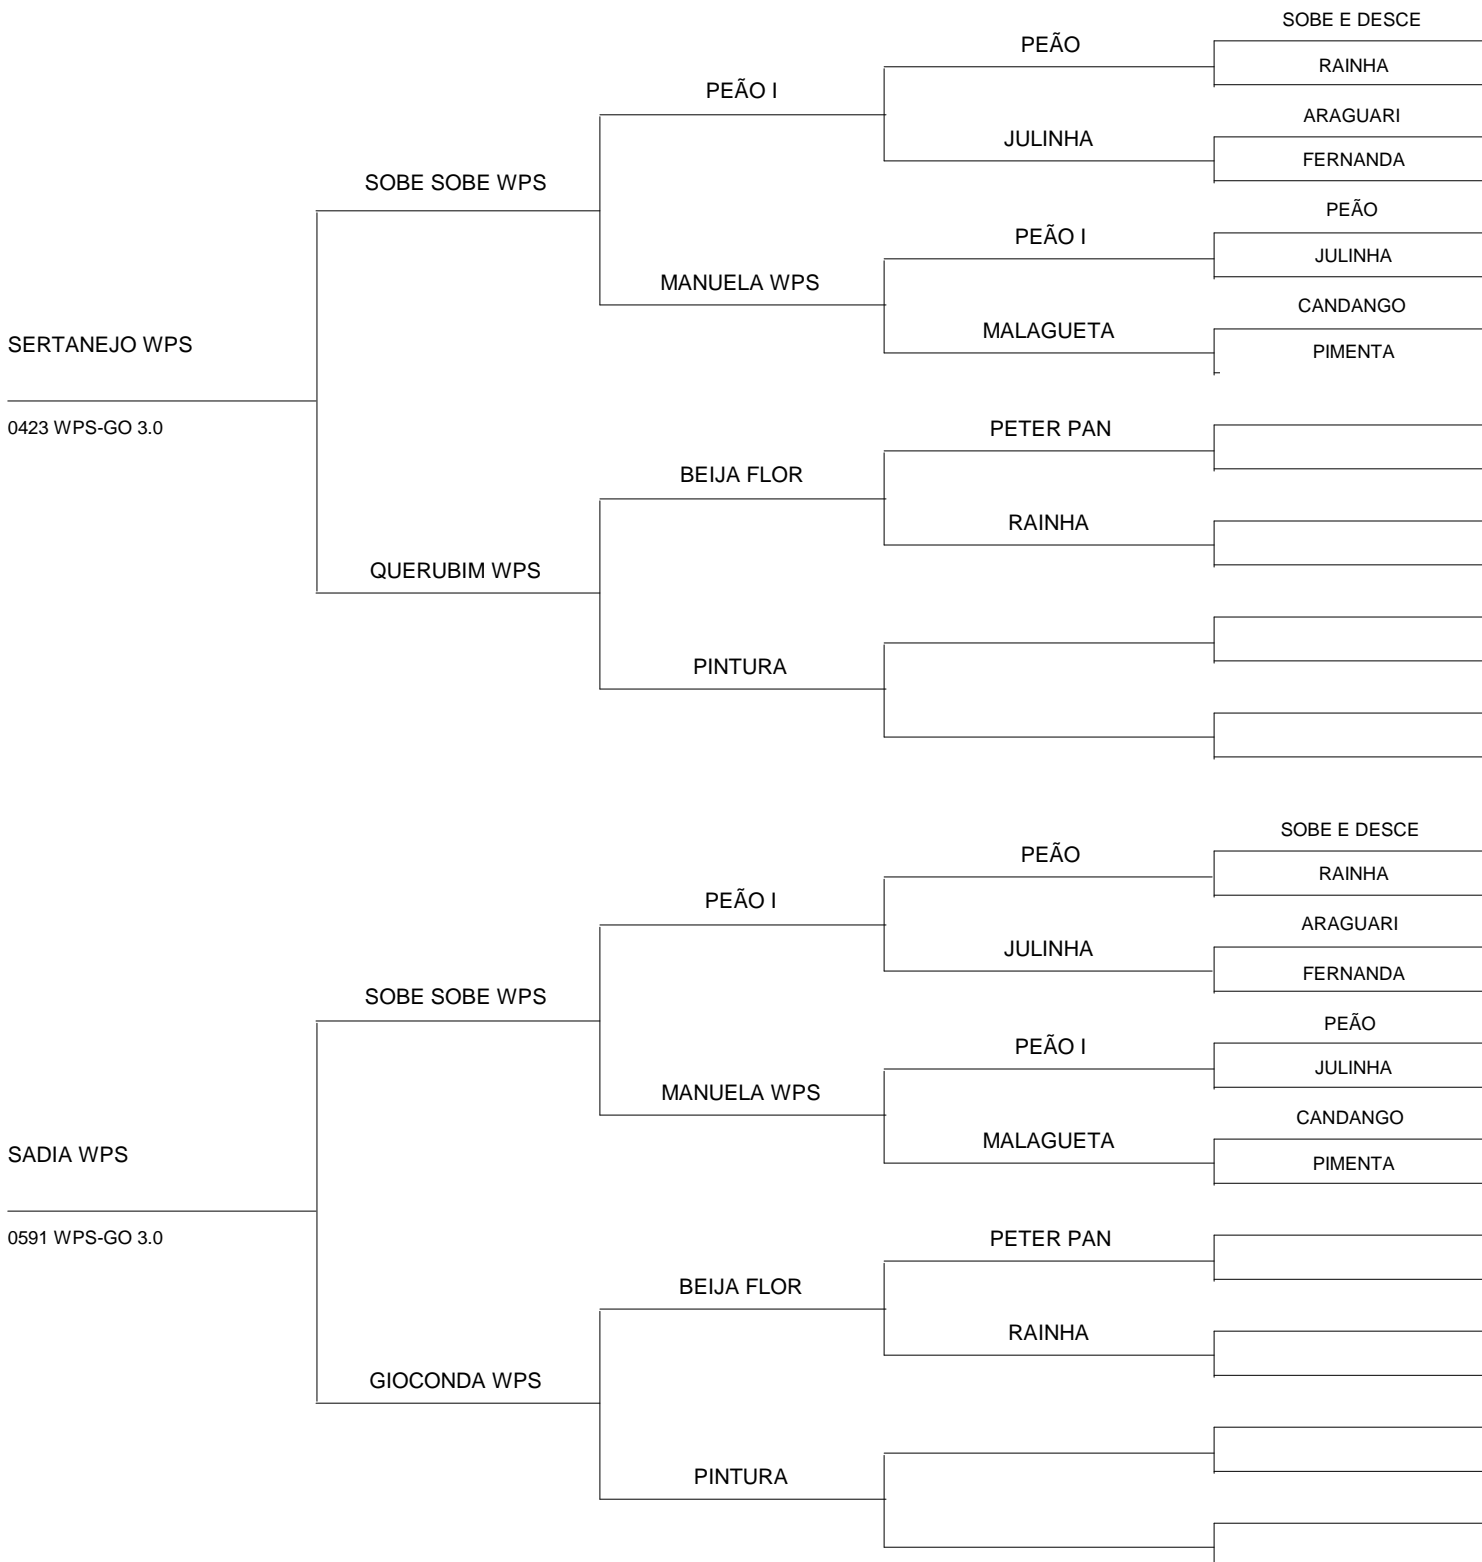 SOBE E DESCE
PEÃO
RAINHA
PEÃO I
ARAGUARI
JULINHA
FERNANDA
SOBE SOBE WPS
PEÃO
PEÃO I
JULINHA
MANUELA WPS
CANDANGO
MALAGUETA
SERTANEJO WPS
PIMENTA
0423 WPS-GO 3.0
PETER PAN
BEIJA FLOR
RAINHA
QUERUBIM WPS
PINTURA
SOBE E DESCE
PEÃO
RAINHA
PEÃO I
ARAGUARI
JULINHA
FERNANDA
SOBE SOBE WPS
PEÃO
PEÃO I
JULINHA
MANUELA WPS
CANDANGO
MALAGUETA
SADIA WPS
PIMENTA
0591 WPS-GO 3.0
PETER PAN
BEIJA FLOR
RAINHA
GIOCONDA WPS
PINTURA